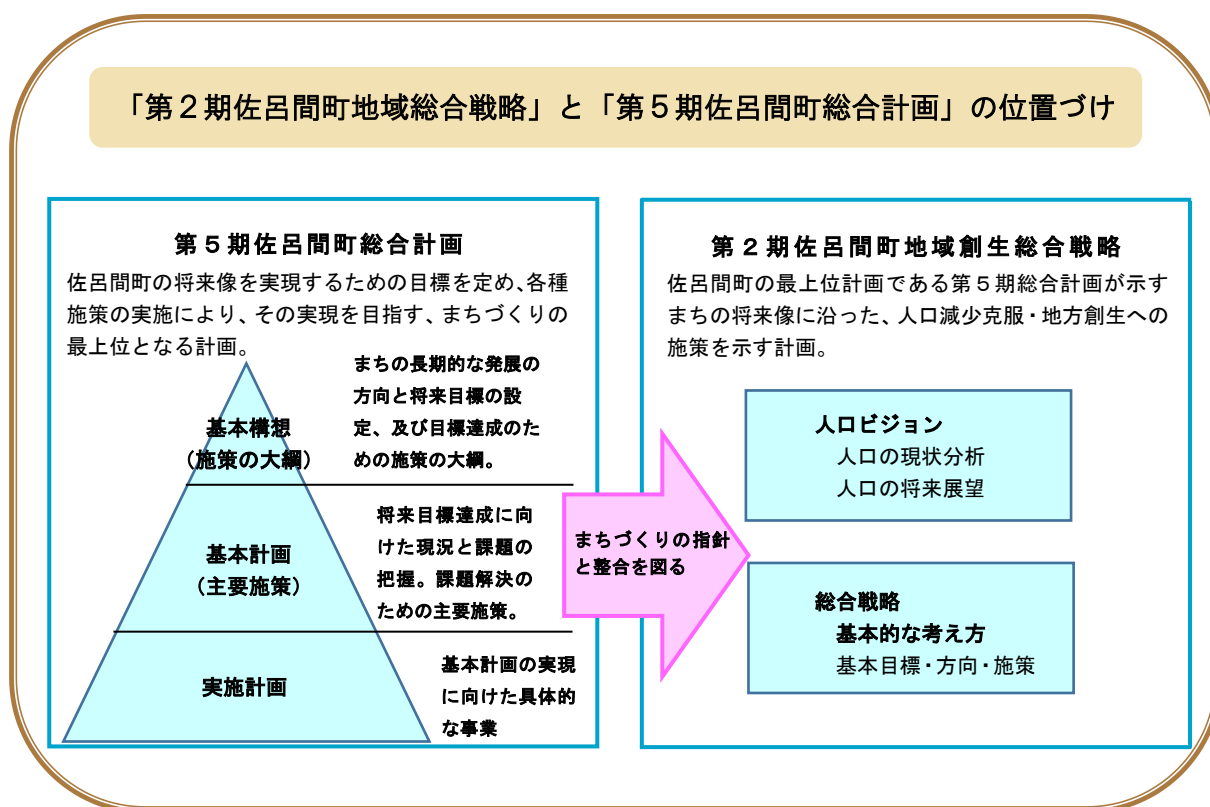 「第２期佐呂間町地域総合戦略」と「第５期佐呂間町総合計画」の位置づけ
第５期佐呂間町総合計画
佐呂間町の将来像を実現するための目標を定め、各種
施策の実施により、その実現を目指す、まちづくりの
最上位となる計画。
基本構想
（施策の大綱）
まちの長期的な発展の
方向と将来目標の設
定、及び目標達成のた
めの施策の大綱。
基本計画
（主要施策）
将来目標達成に向
けた現況と課題の
把握。課題解決の
ための主要施策。
実施計画
基本計画の実現
に向けた具体的
な事業
まちづくりの指針
と整合を図る
第２期佐呂間町地域創生総合戦略
佐呂間町の最上位計画である第５期総合計画が示す
まちの将来像に沿った、人口減少克服・地方創生への
施策を示す計画。
人口ビジョン
人口の現状分析
人口の将来展望
総合戦略
基本的な考え方
基本目標・方向・施策